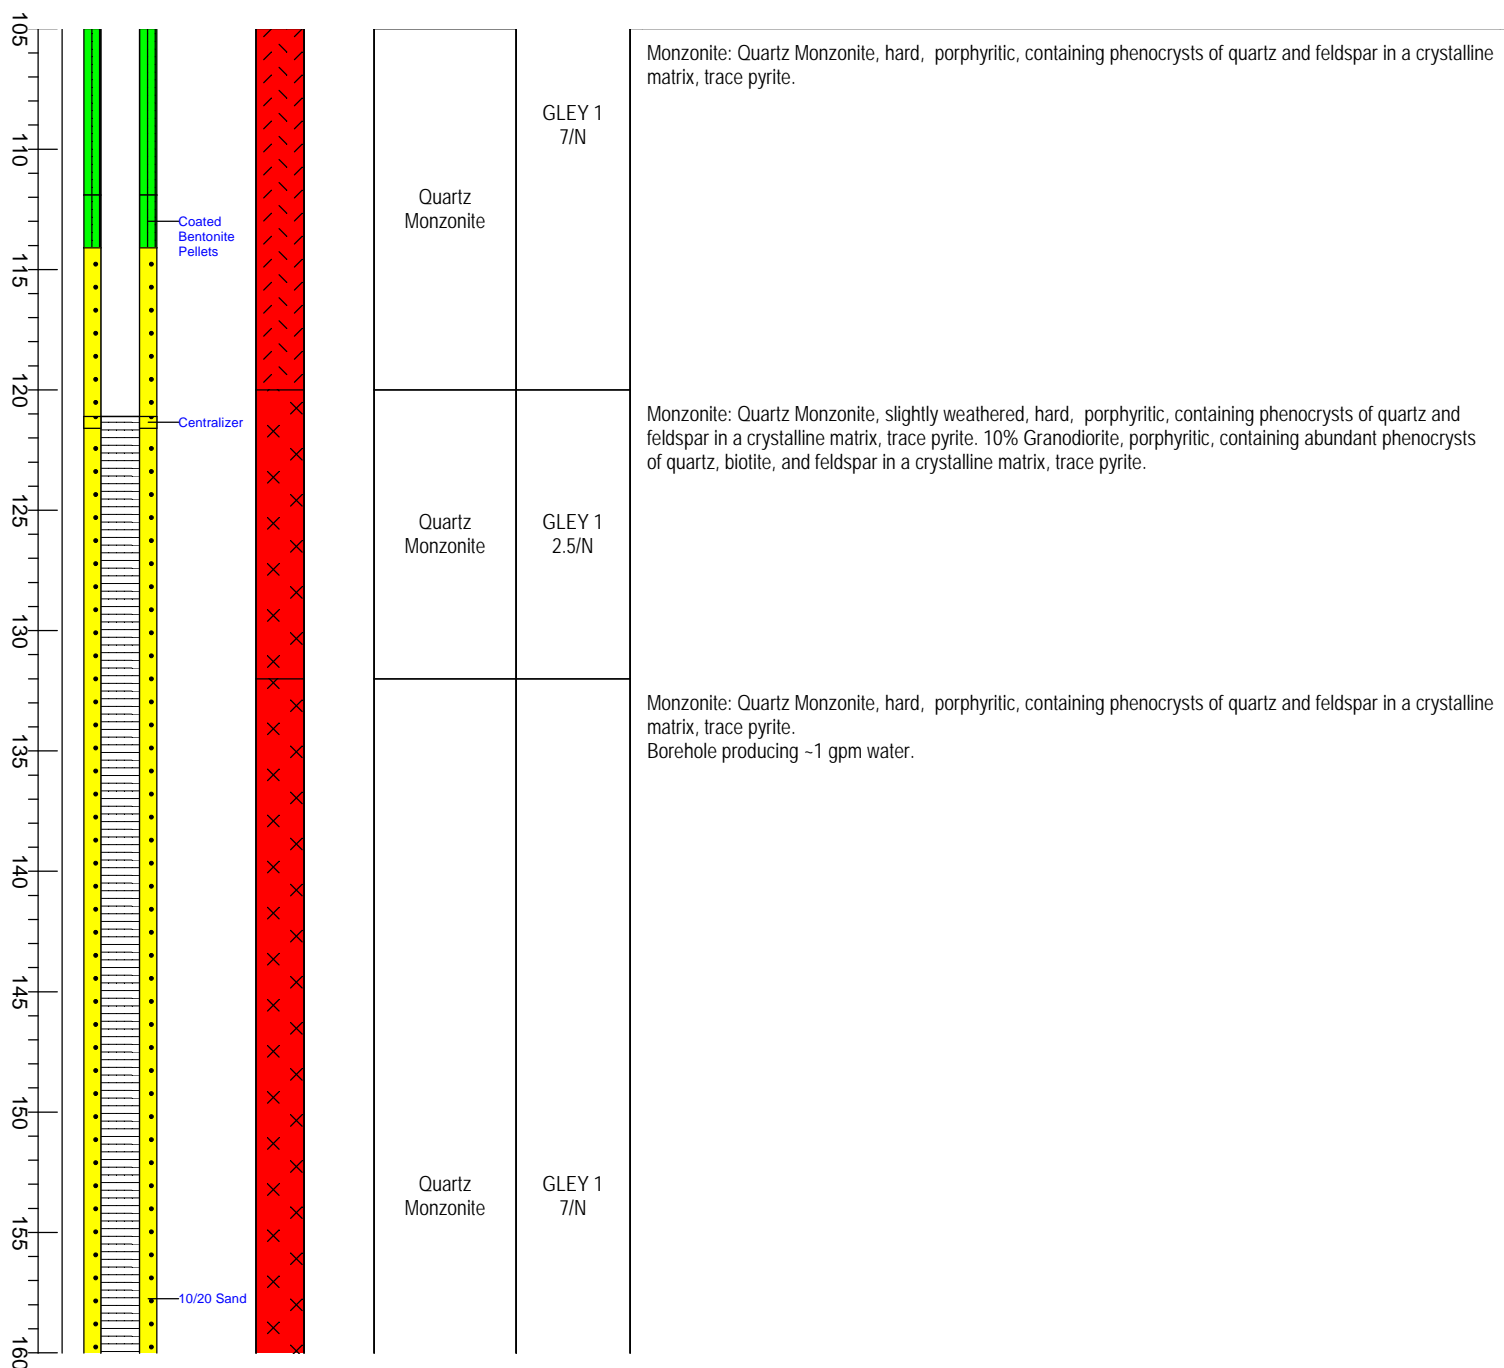 105
Monzonite: Quartz Monzonite, hard, porphyritic, containing phenocrysts of quartz and feldspar in a crystalline
matrix, trace pyrite.
GLEY 1
7/N
110
Quartz
Monzonite
Coated
Bentonite
Pellets
115
120
Centralizer
Monzonite: Quartz Monzonite, slightly weathered, hard, porphyritic, containing phenocrysts of quartz and
feldspar in a crystalline matrix, trace pyrite. 10% Granodiorite, porphyritic, containing abundant phenocrysts
of quartz, biotite, and feldspar in a crystalline matrix, trace pyrite.
125
Quartz
Monzonite
GLEY 1
2.5/N
130
Monzonite: Quartz Monzonite, hard, porphyritic, containing phenocrysts of quartz and feldspar in a crystalline
matrix, trace pyrite.
Borehole producing ~1 gpm water.
135
140
145
150
Quartz
Monzonite
GLEY 1
7/N
155
10/20 Sand
160